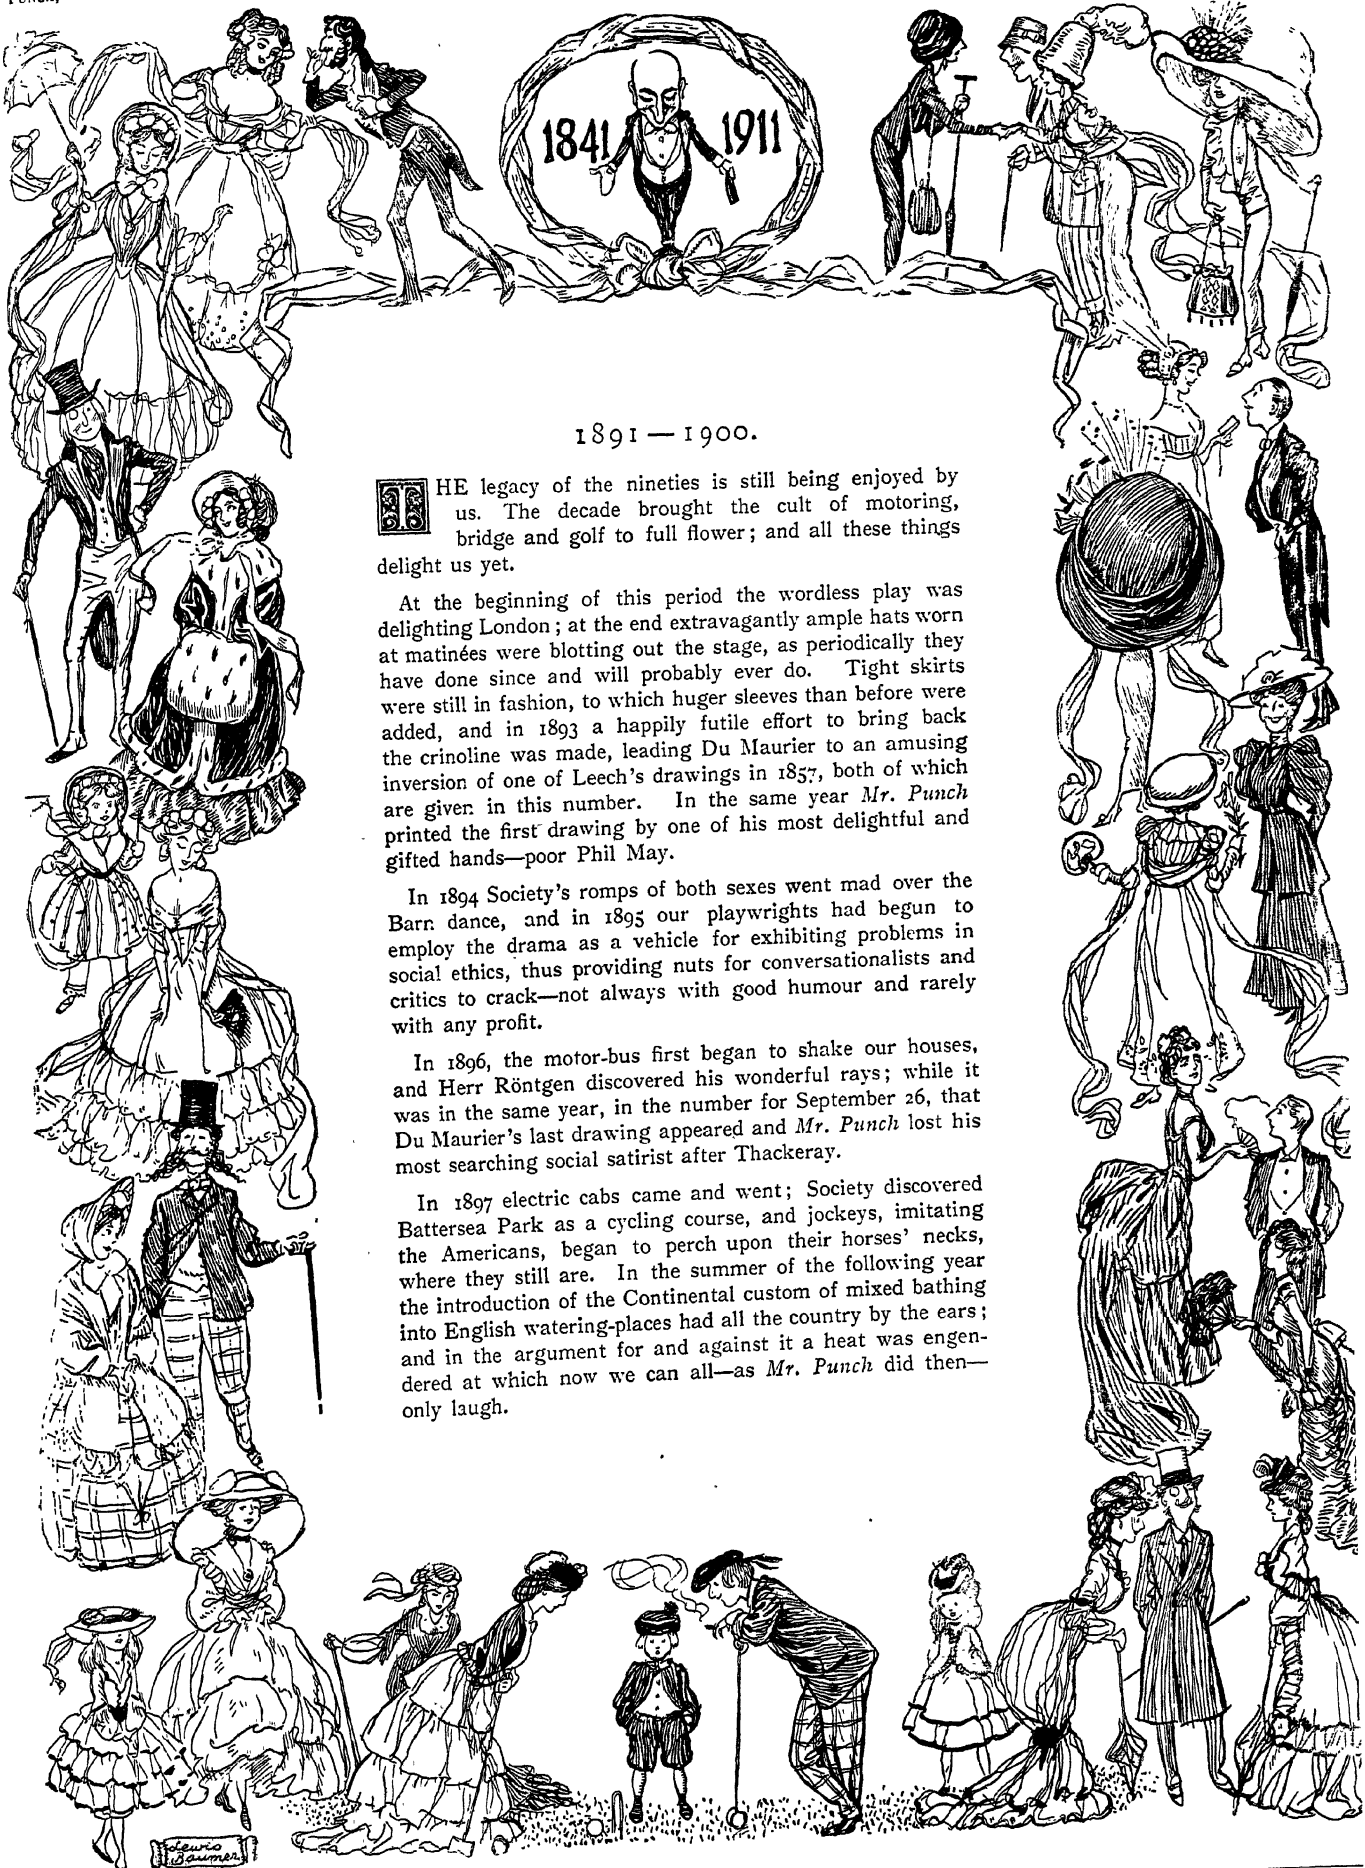 PUNCH,
1841 1911
1891—1900.
THE legacy of the nineties is still being enjoyed by
us. The decade brought the cult of motoring,
bridge and golf to full flower; and all these things
delight us yet.
At the beginning of this period the wordless play was
delighting London; at the end extravagantly ample hats worn
at matinées were blotting out the stage, as periodically they
have done since and will probably ever do. Tight skirts
were still in fashion, to which huger sleeves than before were
added, and in 1893 a happily futile effort to bring back
the crinoline was made, leading Du Maurier to an amusing
inversion of one of Leech's drawings in 1857, both of which
are given in this number. In the same year Mr. Punch
printed the first drawing by one of his most delightful and
gifted hands—poor Phil May.
In 1894 Society's romps of both sexes went mad over the
Barn dance, and in 1895 our playwrights had begun to
employ the drama as a vehicle for exhibiting problems in
social ethics, thus providing nuts for conversationalists and
critics to crack—not always with good humour and rarely
with any profit.
In 1896, the motor-bus first began to shake our houses,
and Herr Röntgen discovered his wonderful rays; while it
was in the same year, in the number for September 26, that
Du Maurier's last drawing appeared and Mr. Punch lost his
most searching social satirist after Thackeray.
In 1897 electric cabs came and went; Society discovered
Battersea Park as a cycling course, and jockeys, imitating
the Americans, began to perch upon their horses' necks,
where they still are. In the summer of the following year
the introduction of the Continental custom of mixed bathing
into English watering-places had all the country by the ears;
and in the argument for and against it a heat was engen-
dered at which now we can all—as Mr. Punch did then—
only laugh.
Lewis
Baumer